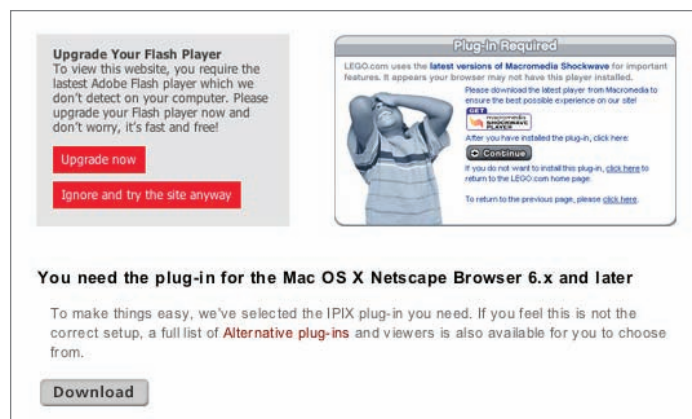 Upgrade Your Flash Player
To view this website, you require the
lastest Adobe Flash player which we
don't detect on your computer. Please
upgrade your Flash player now and
don't worry, it's fast and free!
Upgrade now
Ignore and try the site anyway
Plug-In Required
LEGO.com uses the latest versions of Macromedia Shockwave for important
features. It appears your browser may not have this player installed.
Please download the latest player from Macromedia to
ensure the best possible experience on our site!
GET
macromedia
SHOCKWAVE
PLAYER
After you have installed the plug-in, click here:
Continue
If you do not want to install this plug-in, click here to
return to the LEGO.com home page.
To return to the previous page, please click here.
You need the plug-in for the Mac OS X Netscape Browser 6.x and later
To make things easy, we've selected the IPIX plug-in you need. If you feel this is not the
correct setup, a full list of Alternative plug-ins and viewers is also available for you to choose
from.
Download